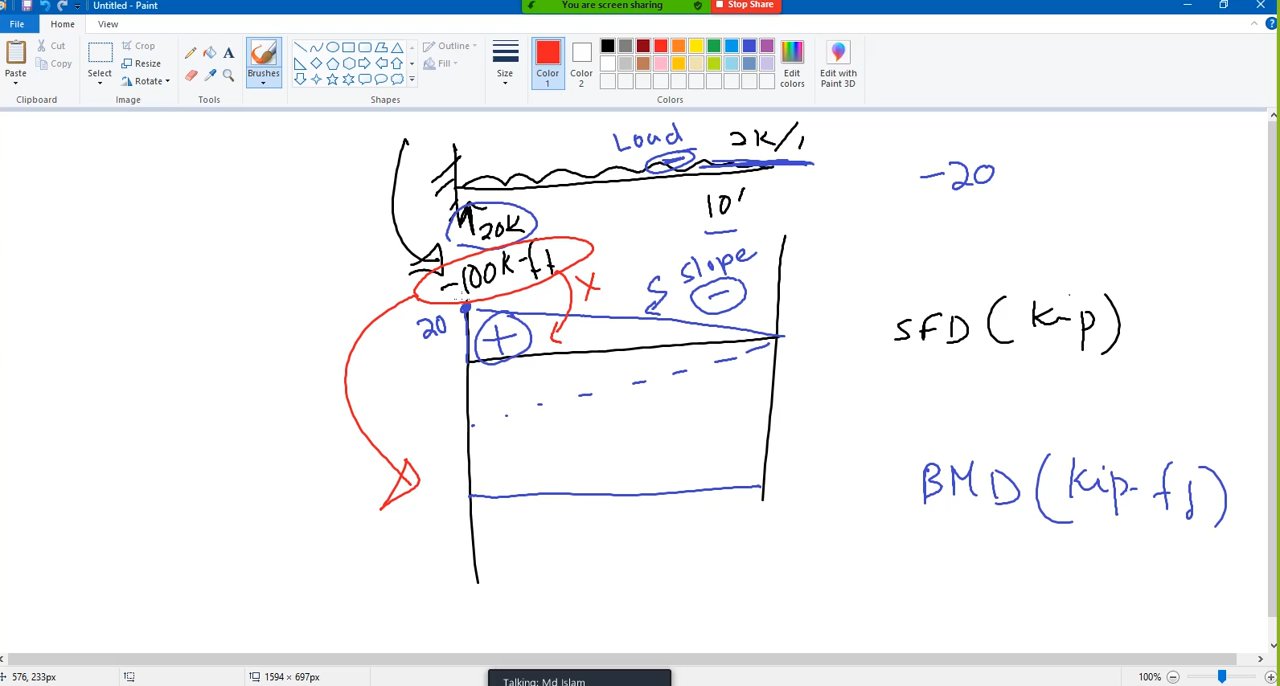 Untitled - Paint
You are screen sharing
Stop Share
File
Home
View
Paste
Cut
Copy
Clipboard
Select
Crop
Resize
Rotate
Image
A
Tools
Brushes
Outline
Fill
Shapes
Size
Color 1
Color 2
Edit colors
Colors
Edit with Paint 3D
Load
-
2K/
-20
20K
10'
-100K-ft
X
slope
-
20
+
SFD (kip)
BMD (kip-ft)
576, 233px
1594 × 697px
Talking: Md Islam
100%